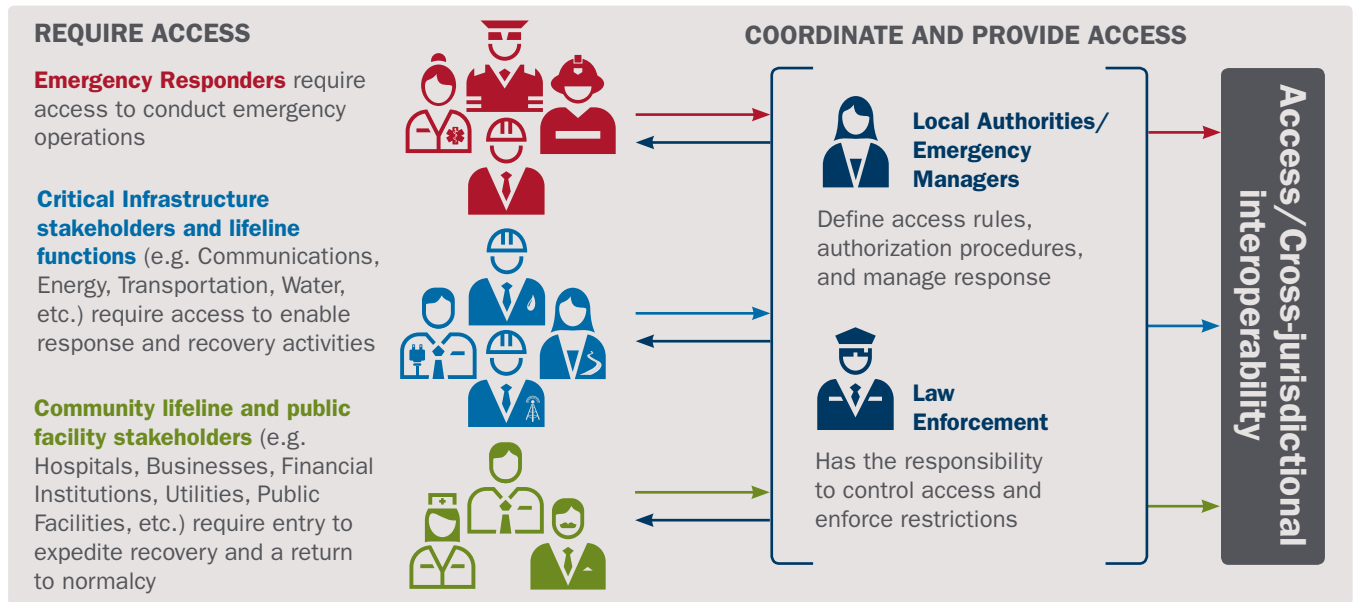 REQUIRE ACCESS
Emergency Responders require
access to conduct emergency
operations
Critical Infrastructure
stakeholders and lifeline
functions (e.g. Communications,
Energy, Transportation, Water,
etc.) require access to enable
response and recovery activities
Community lifeline and public
facility stakeholders (e.g.
Hospitals, Businesses, Financial
Institutions, Utilities, Public
Facilities, etc.) require entry to
expedite recovery and a return
to normalcy
COORDINATE AND PROVIDE ACCESS
Local Authorities/
Emergency
Managers
Define access rules,
authorization procedures,
and manage response
Law
Enforcement
Has the responsibility
to control access and
enforce restrictions
Access/Cross-jurisdictional
interoperability